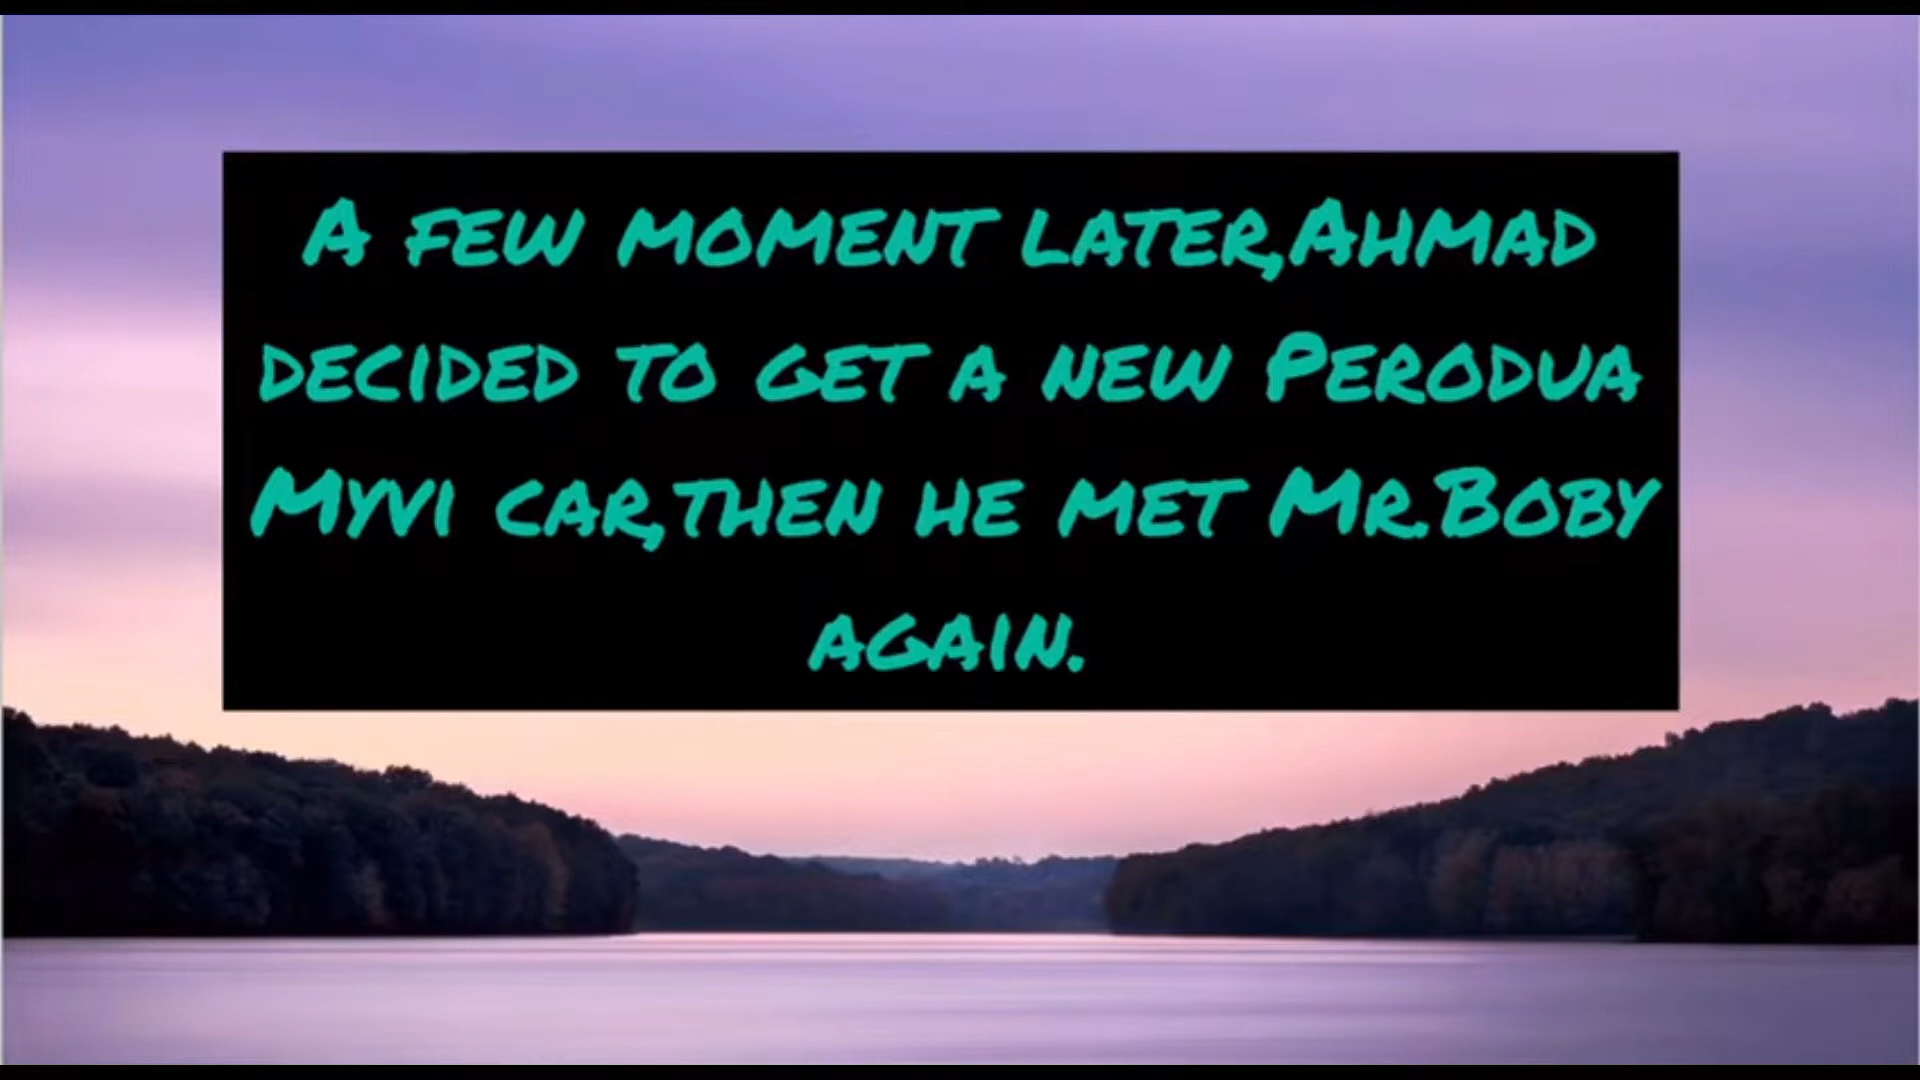 A few moment later,Ahmad
decided to get a new Perodua
Myvi car,then he met Mr.Boby
again.